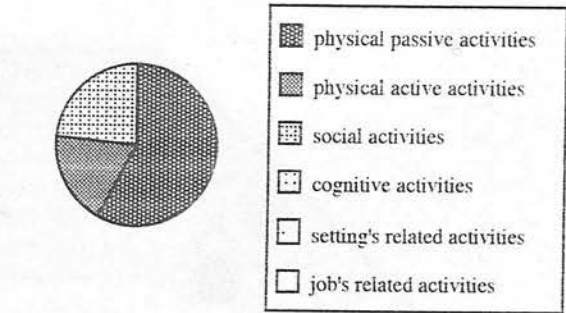 physical passive activities
physical active activities
social activities
cognitive activities
setting's related activities
job's related activities